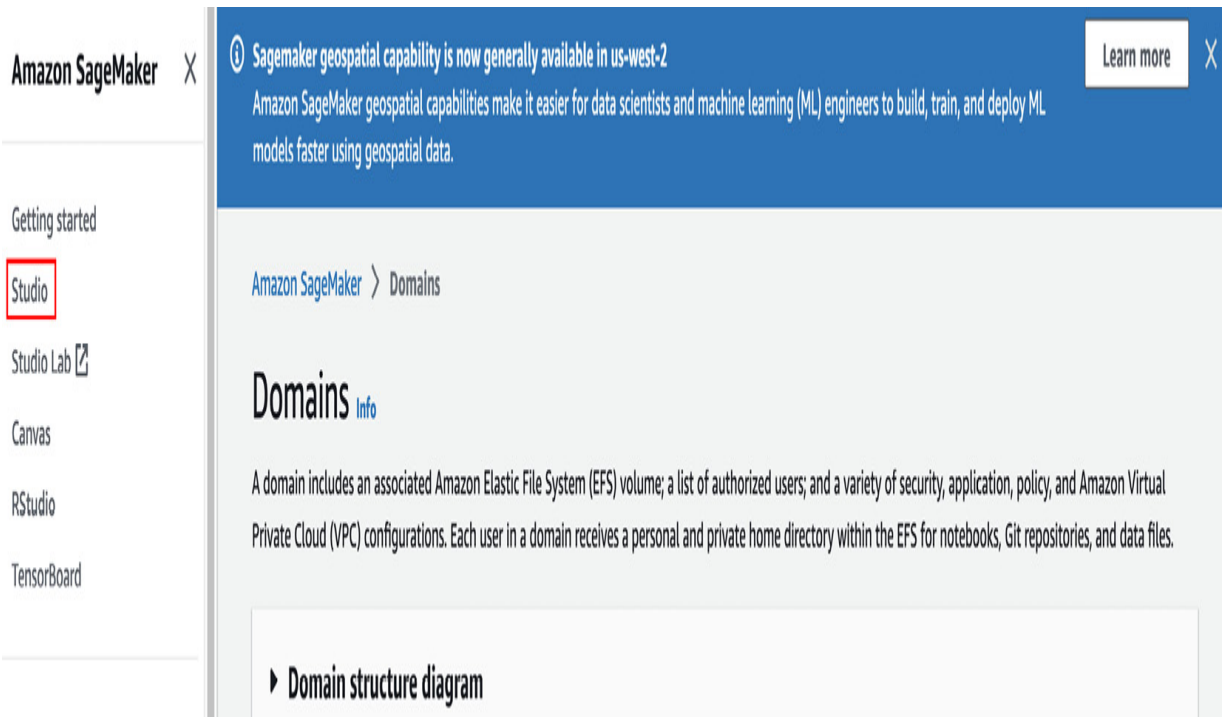 Amazon SageMaker
Getting started
Studio
Studio Lab
Canvas
RStudio
TensorBoard
Sagemaker geospatial capability is now generally available in us-west-2
Amazon SageMaker geospatial capabilities make it easier for data scientists and machine learning (ML) engineers to build, train, and deploy ML
models faster using geospatial data.
Learn more
Amazon SageMaker > Domains
Domains Info
A domain includes an associated Amazon Elastic File System (EFS) volume; a list of authorized users; and a variety of security, application, policy, and Amazon Virtual
Private Cloud (VPC) configurations. Each user in a domain receives a personal and private home directory within the EFS for notebooks, Git repositories, and data files.
Domain structure diagram